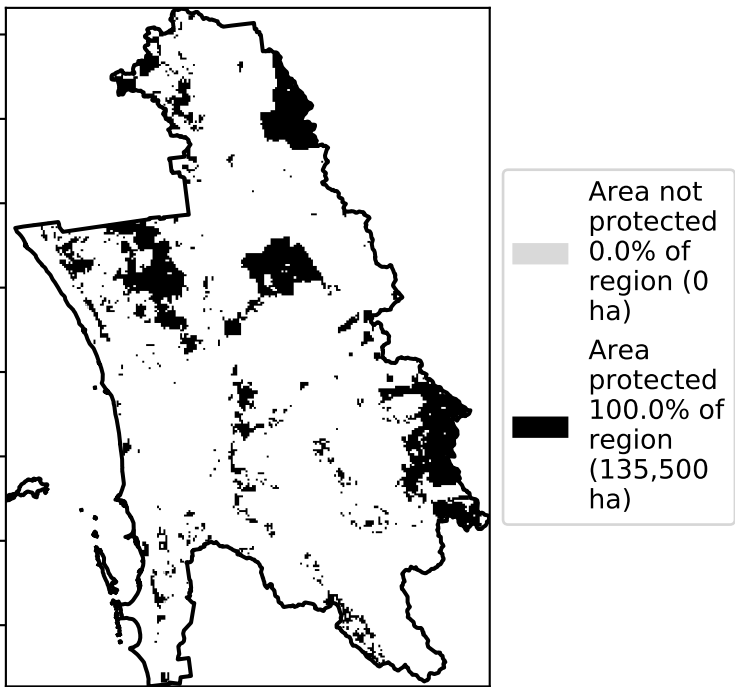 Area not
protected
0.0% of
region (0
ha)
Area
protected
100.0% of
region
(135,500
ha)